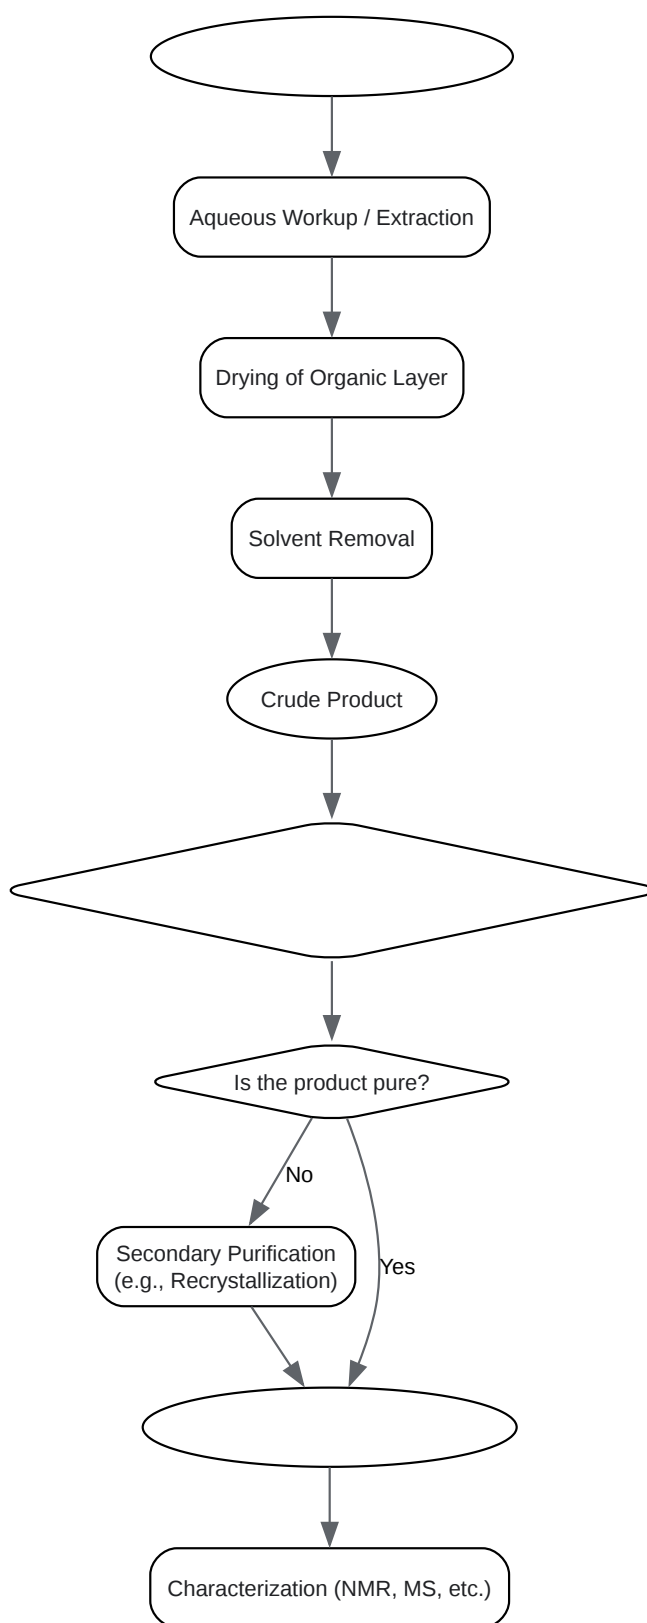 Aqueous Workup / Extraction
Drying of Organic Layer
Solvent Removal
Crude Product
Is the product pure?
No
Secondary Purification
(e.g., Recrystallization)
Yes
Characterization (NMR, MS, etc.)